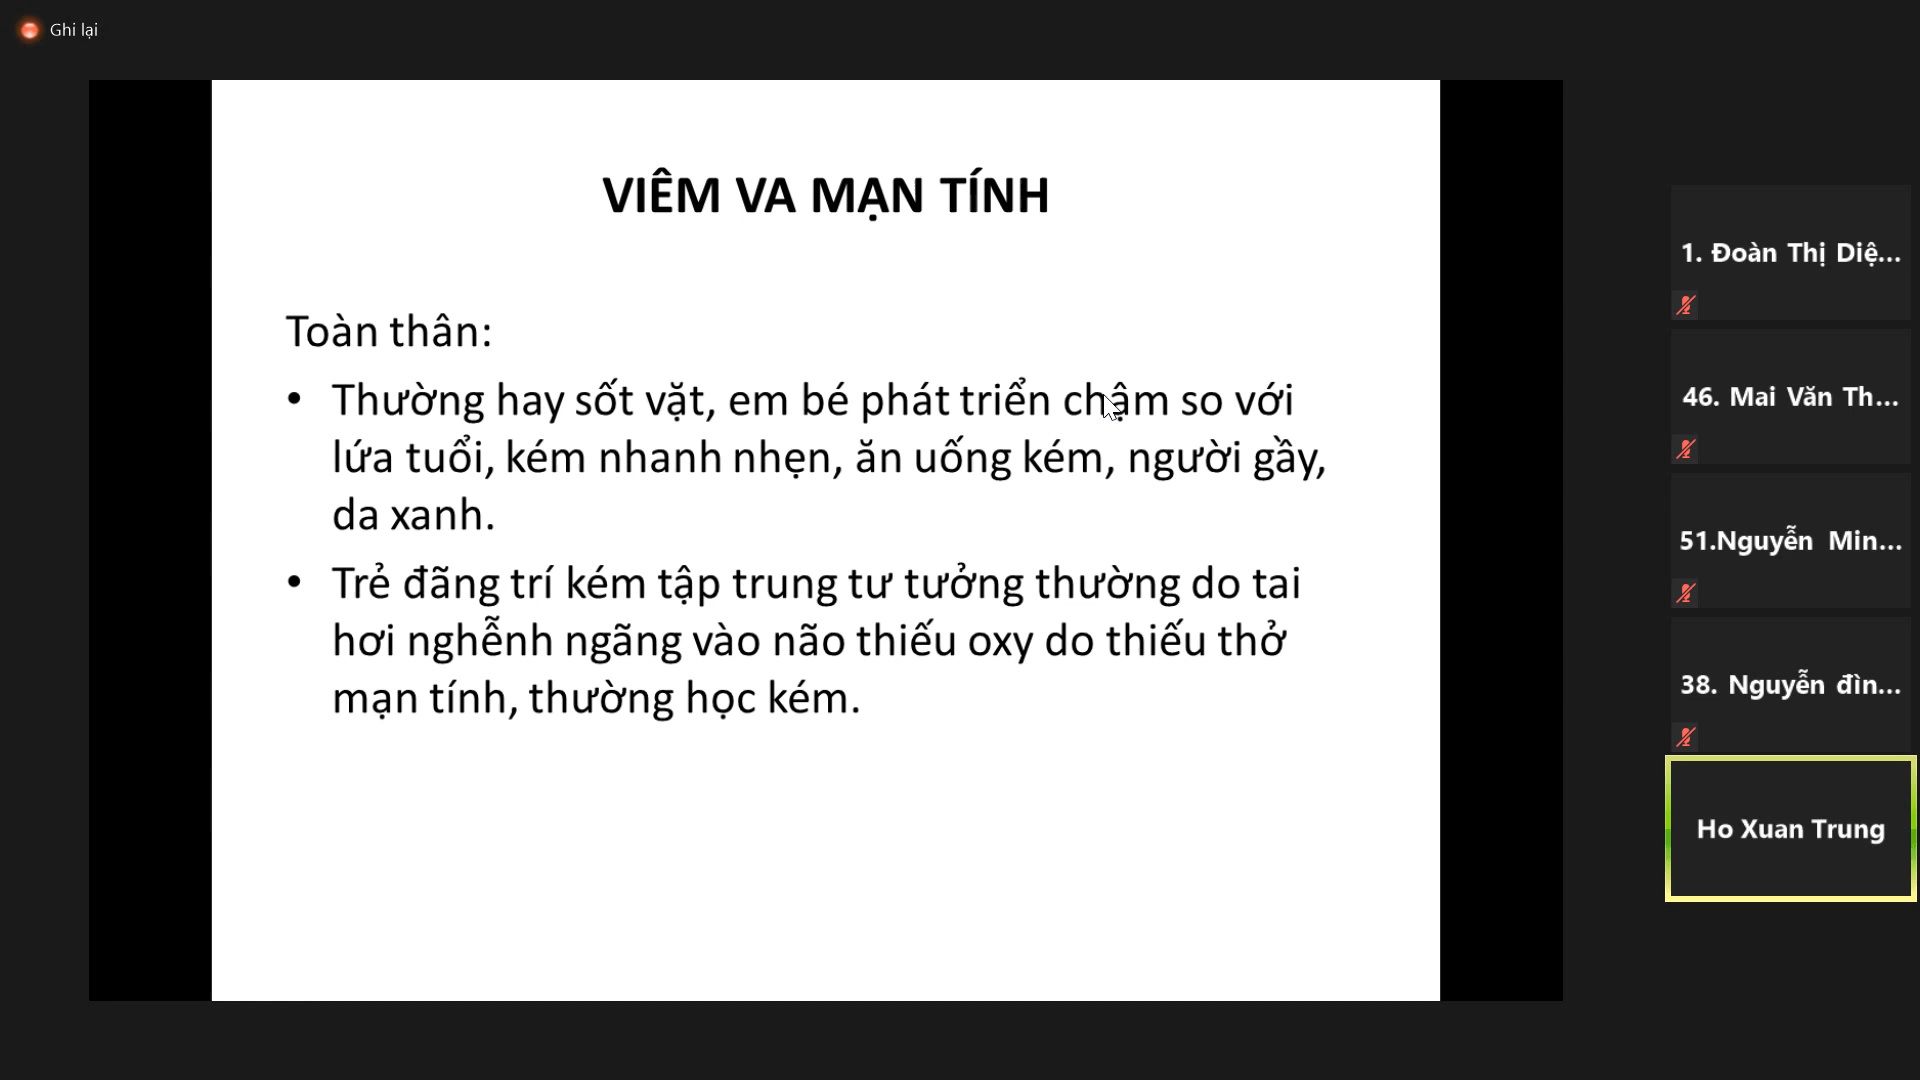 Ghi lại
VIÊM VA MẠN TÍNH
Toàn thân:
• Thường hay sốt vặt, em bé phát triển chậm so với
lứa tuổi, kém nhanh nhẹn, ăn uống kém, người gầy,
da xanh.
• Trẻ đãng trí kém tập trung tư tưởng thường do tai
hơi nghễnh ngãng vào não thiếu oxy do thiếu thở
mạn tính, thường học kém.
1. Đoàn Thị Diệ...
46. Mai Văn Th...
51.Nguyễn Min...
38. Nguyễn đìn...
Ho Xuan Trung